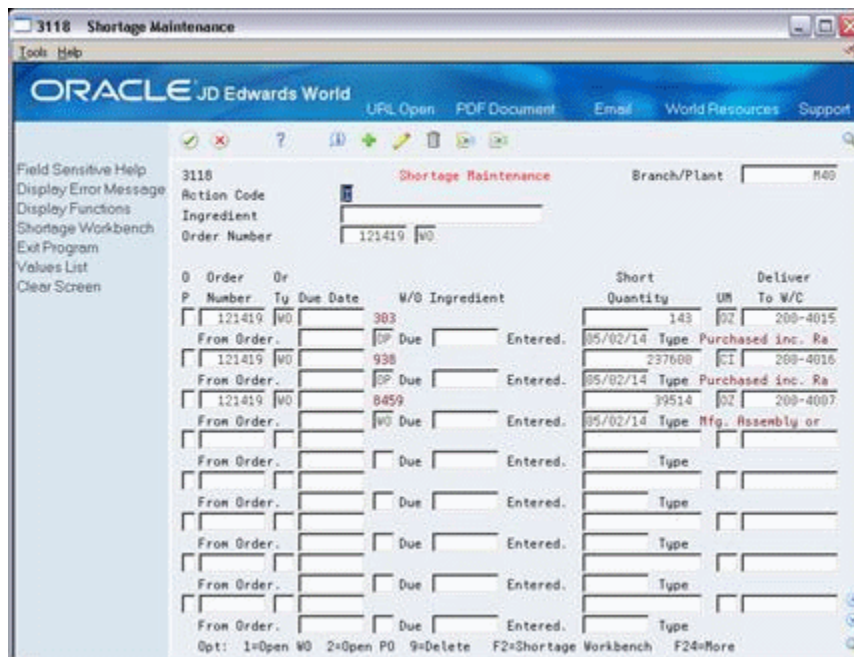 3118 Shortage Maintenance
Tools Help
ORACLE JD Edwards World
URL Open PDF Document Email World Resources Support
Field Sensitive Help
Display Error Message
Display Functions
Shortage Workbench
Exit Program
Values List
Clear Screen
3118 Shortage Maintenance Branch/Plant M40
Action Code I
Ingredient
Order Number 121419 WO
O Order Or Short Deliver
P Number Ty Due Date W/O Ingredient Quantity UM To W/C
121419 WO 303 143 OZ 200-4015
From Order. OP Due Entered. 05/02/14 Type Purchased inc. Ra
121419 WO 938 237600 CI 200-4016
From Order. OP Due Entered. 05/02/14 Type Purchased inc. Ra
121419 WO 8459 39514 OZ 200-4007
From Order. WO Due Entered. 05/02/14 Type Mfg. Assembly or
From Order. Due Entered. Type
From Order. Due Entered. Type
From Order. Due Entered. Type
From Order. Due Entered. Type
From Order. Due Entered. Type
Opt: 1=Open WO 2=Open PO 9=Delete F2=Shortage Workbench F24=More